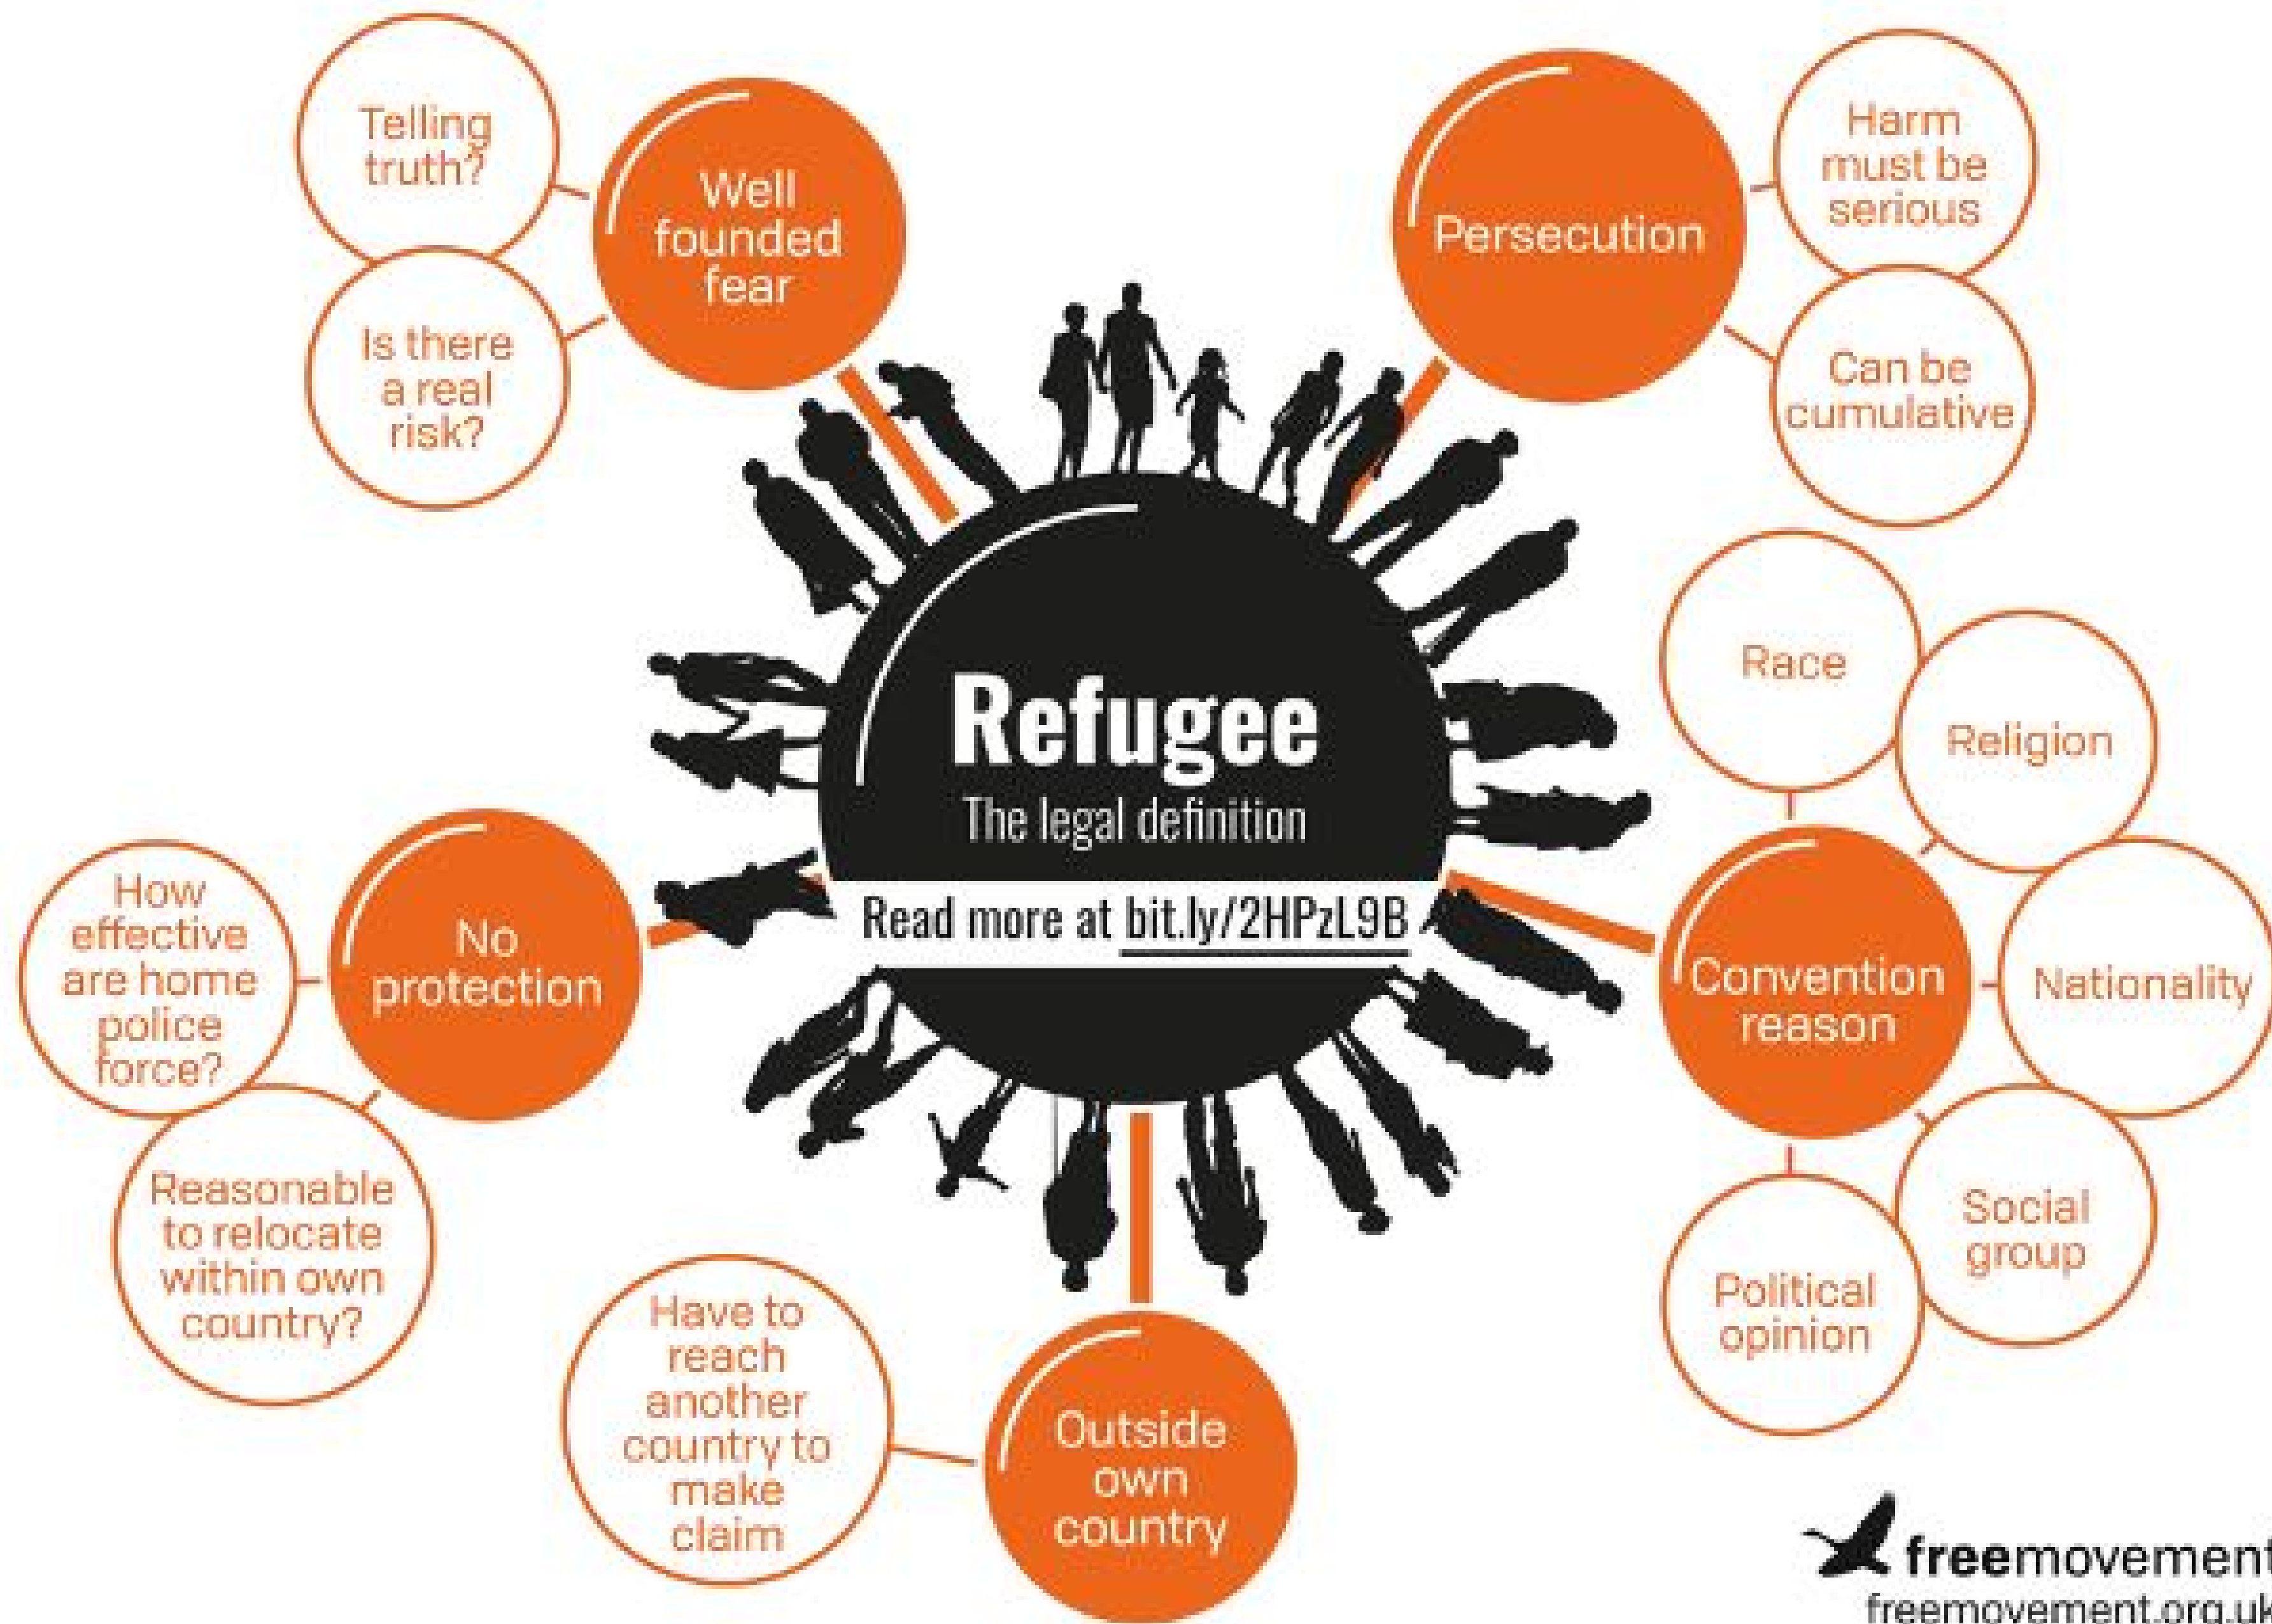 Telling
truth?
Is there
a real
risk?
Well
founded
fear
Persecution
Harm
must be
serious
Can be
cumulative
Refugee
The legal definition
Read more at bit.ly/2HPzL9B
Race
Religion
Nationality
Social
group
Political
opinion
Convention
reason
How
effective
are home
police
force?
Reasonable
to relocate
within own
country?
No
protection
Have to
reach
another
country to
make
claim
Outside
own
country
freemovement
freemovement.org.uk